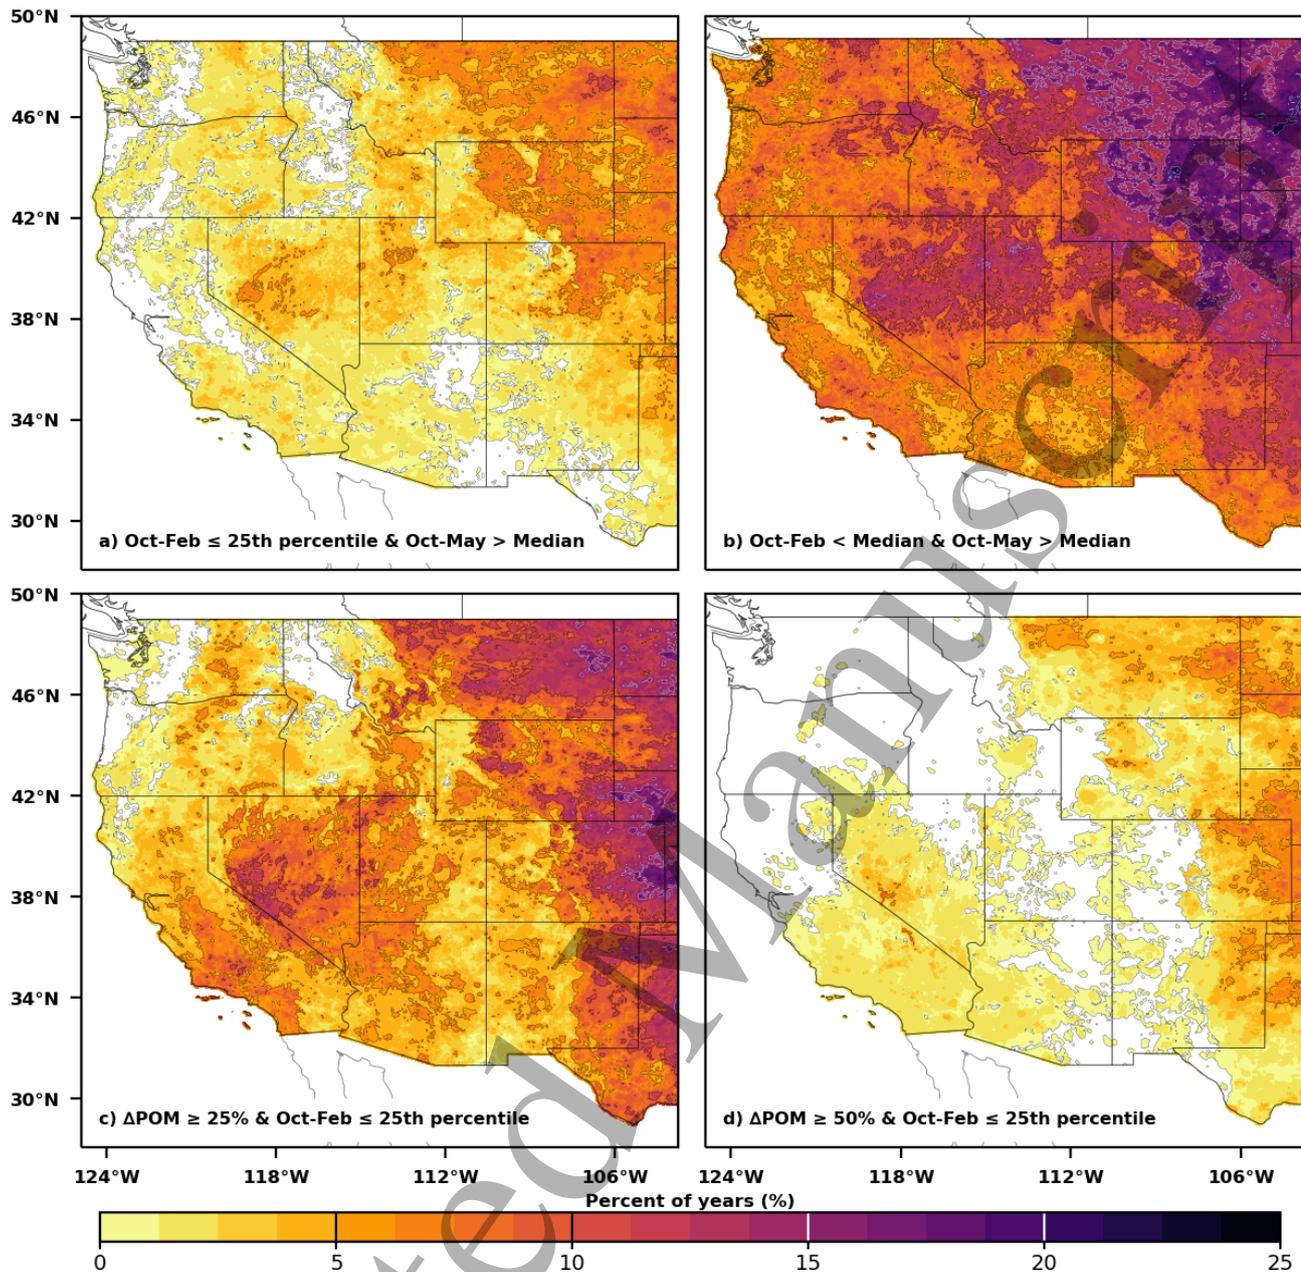 50°N
46°N
42°N
38°N
34°N
30°N
a) Oct-Feb ≤ 25th percentile & Oct-May > Median
b) Oct-Feb < Median & Oct-May > Median
50°N
46°N
42°N
38°N
34°N
30°N
c) ΔPOM ≥ 25% & Oct-Feb ≤ 25th percentile
d) ΔPOM ≥ 50% & Oct-Feb ≤ 25th percentile
124°W 118°W 112°W 106°W 124°W 118°W 112°W 106°W
Percent of years (%)
0 5 10 15 20 25
ted Manuscrip